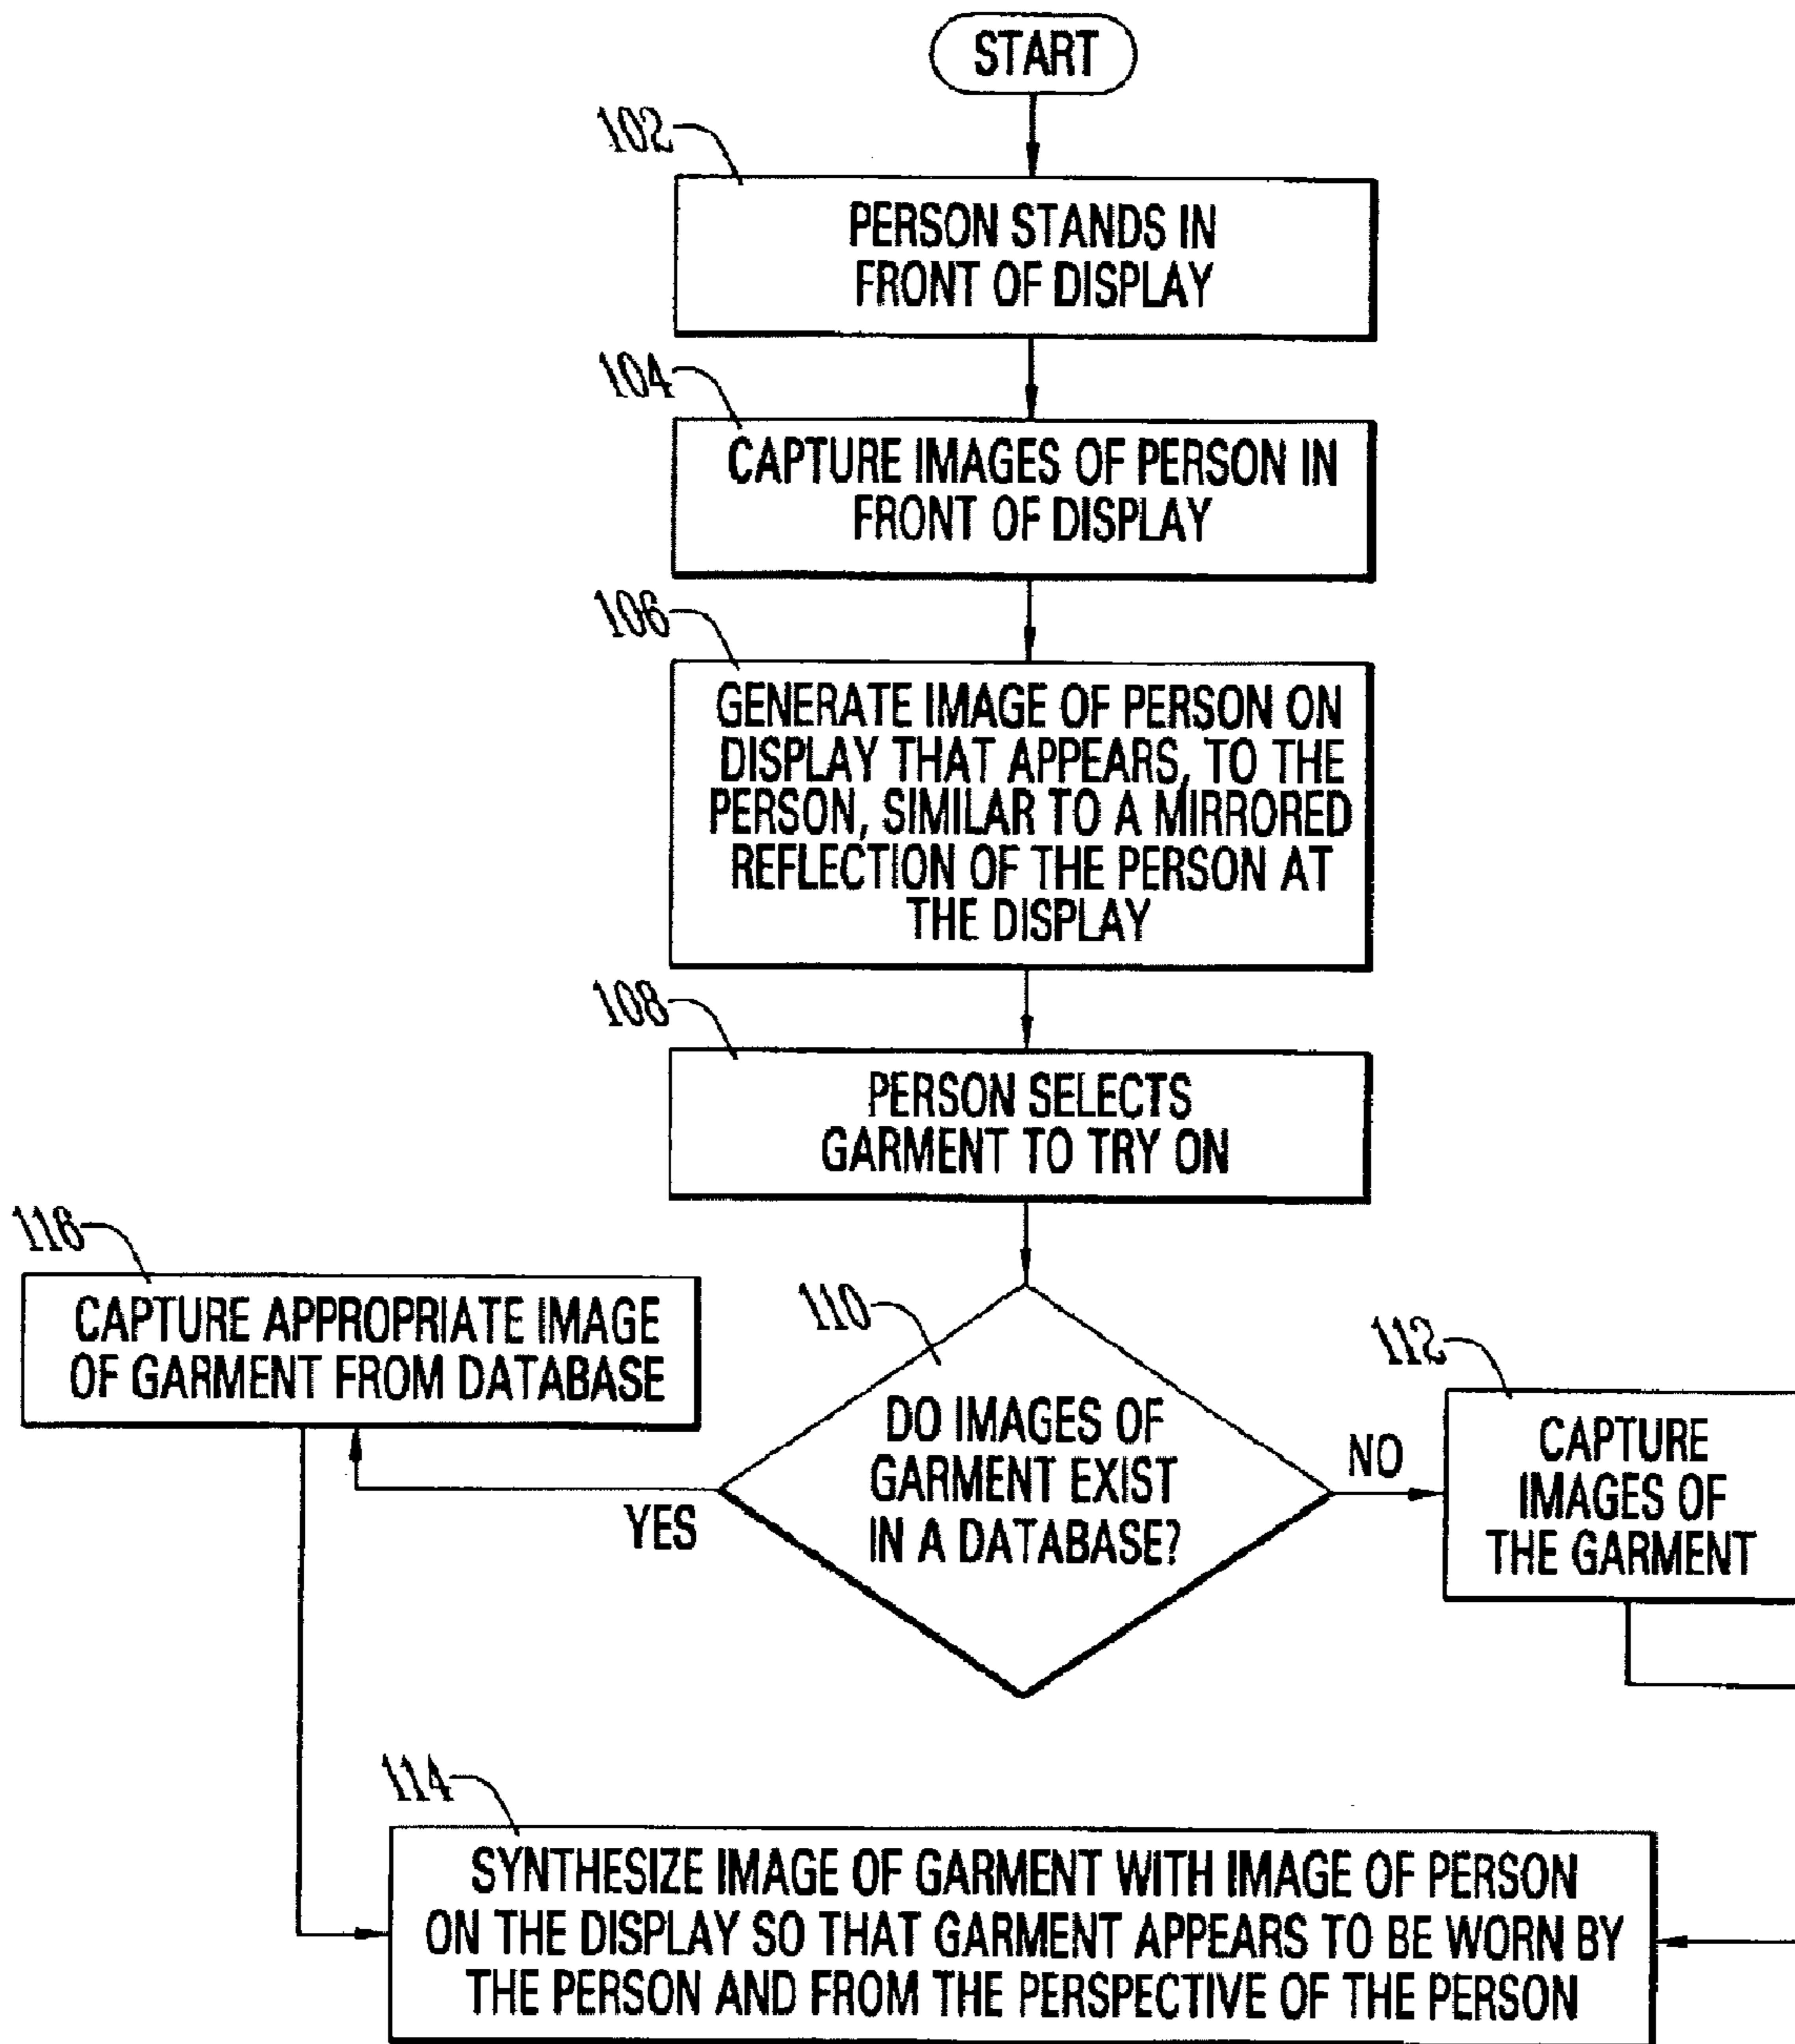 START
102
PERSON STANDS IN
FRONT OF DISPLAY
104
CAPTURE IMAGES OF PERSON IN
FRONT OF DISPLAY
106
GENERATE IMAGE OF PERSON ON
DISPLAY THAT APPEARS, TO THE
PERSON, SIMILAR TO A MIRRORED
REFLECTION OF THE PERSON AT
THE DISPLAY
108
PERSON SELECTS
GARMENT TO TRY ON
116
CAPTURE APPROPRIATE IMAGE
OF GARMENT FROM DATABASE
110
DO IMAGES OF
GARMENT EXIST
IN A DATABASE?
YES
NO
112
CAPTURE
IMAGES OF
THE GARMENT
114
SYNTHESIZE IMAGE OF GARMENT WITH IMAGE OF PERSON
ON THE DISPLAY SO THAT GARMENT APPEARS TO BE WORN BY
THE PERSON AND FROM THE PERSPECTIVE OF THE PERSON